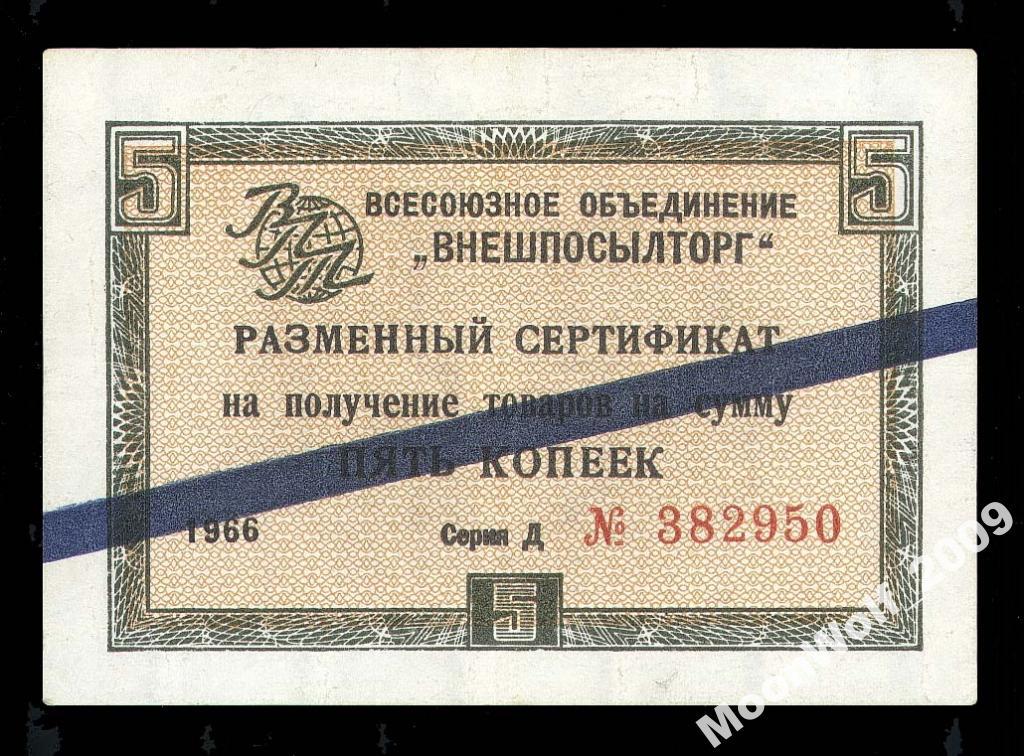 5 5
ВПТ
ВСЕСОЮЗНОЕ ОБЪЕДИНЕНИЕ
„ВНЕШПОСЫЛТОРГ“
РАЗМЕННЫЙ СЕРТИФИКАТ
на получение товаров на сумму
ПЯТЬ КОПЕЕК
1966 Серия Д № 382950
5
MoonWolf 2009